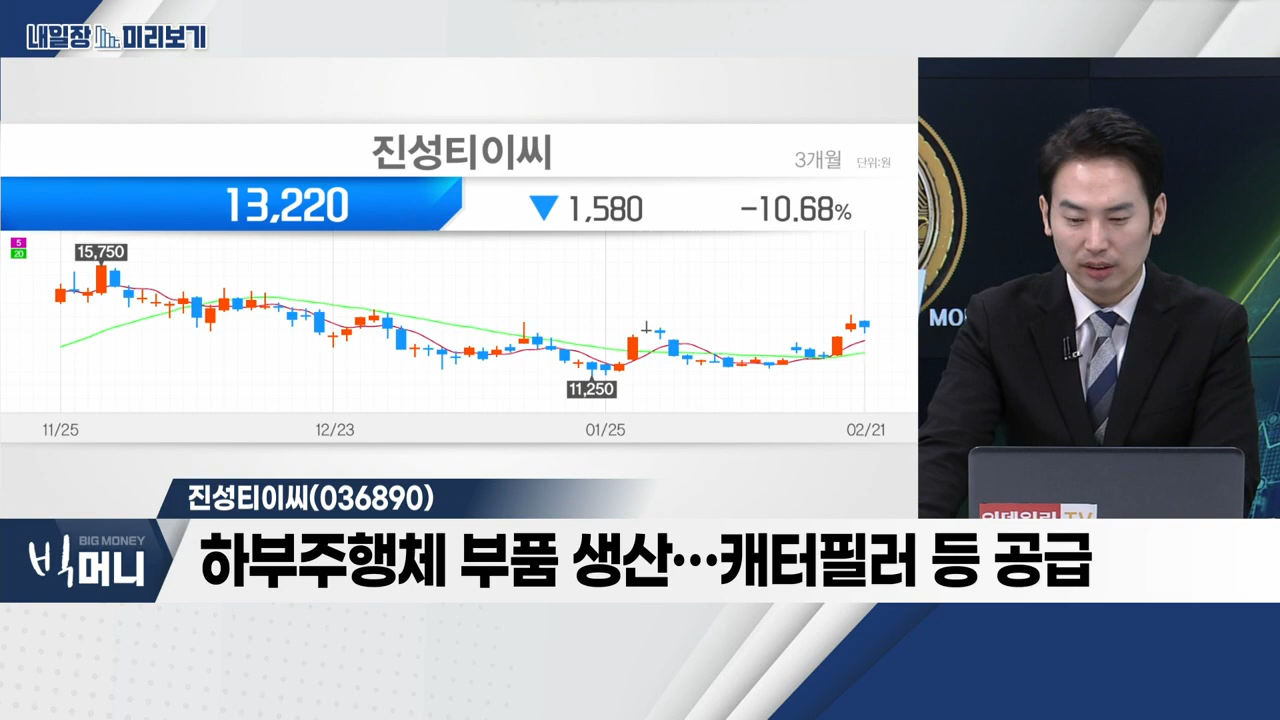 내일장 미리보기
진성티이씨
3개월 단위:원
13,220 ▼1,580 -10.68%
5
20
15,750
11,250
11/25 12/23 01/25 02/21
MO
진성티이씨(036890)
BIG MONEY
빅머니
하부주행체 부품 생산…캐터필러 등 공급